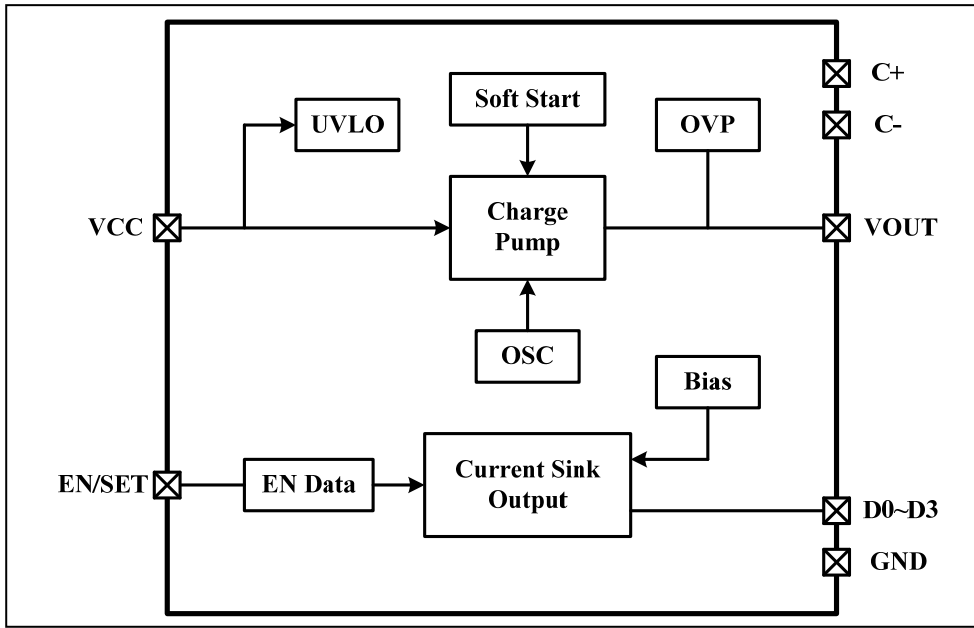 C+
Soft Start
UVLO
OVP
C-
VCC
Charge
Pump
VOUT
OSC
Bias
EN/SET
EN Data
Current Sink
Output
D0~D3
GND